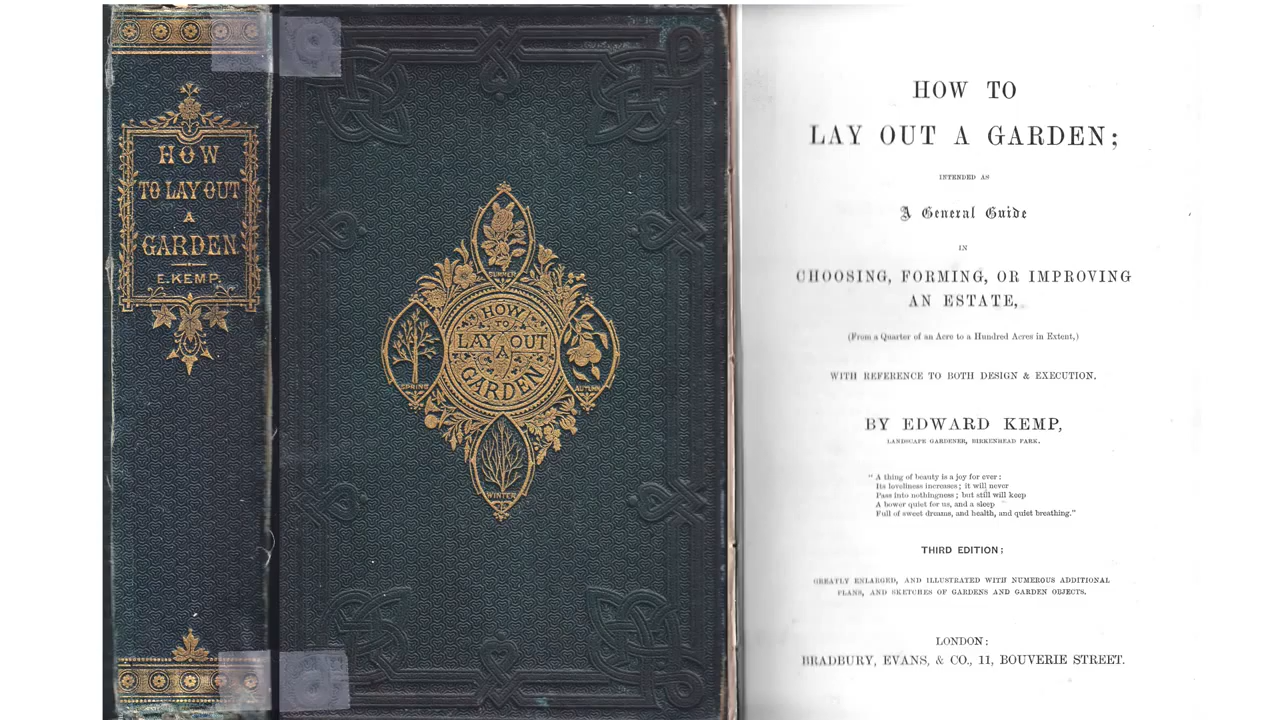 HOW
TO LAY OUT
A
GARDEN
E. KEMP.
SUMMER
HOW
TO
LAY OUT
A
GARDEN
SPRING
AUTUMN
WINTER
HOW TO
LAY OUT A GARDEN;
INTENDED AS
A General Guide
IN
CHOOSING, FORMING, OR IMPROVING
AN ESTATE,
(From a Quarter of an Acre to a Hundred Acres in Extent,)
WITH REFERENCE TO BOTH DESIGN & EXECUTION.
BY EDWARD KEMP,
LANDSCAPE GARDENER, BIRKENHEAD PARK.
“ A thing of beauty is a joy for ever :
Its loveliness increases ; it will never
Pass into nothingness ; but still will keep
A bower quiet for us, and a sleep
Full of sweet dreams, and health, and quiet breathing.”
THIRD EDITION;
GREATLY ENLARGED, AND ILLUSTRATED WITH NUMEROUS ADDITIONAL
PLANS, AND SKETCHES OF GARDENS AND GARDEN OBJECTS.
LONDON:
BRADBURY, EVANS, & CO., 11, BOUVERIE STREET.